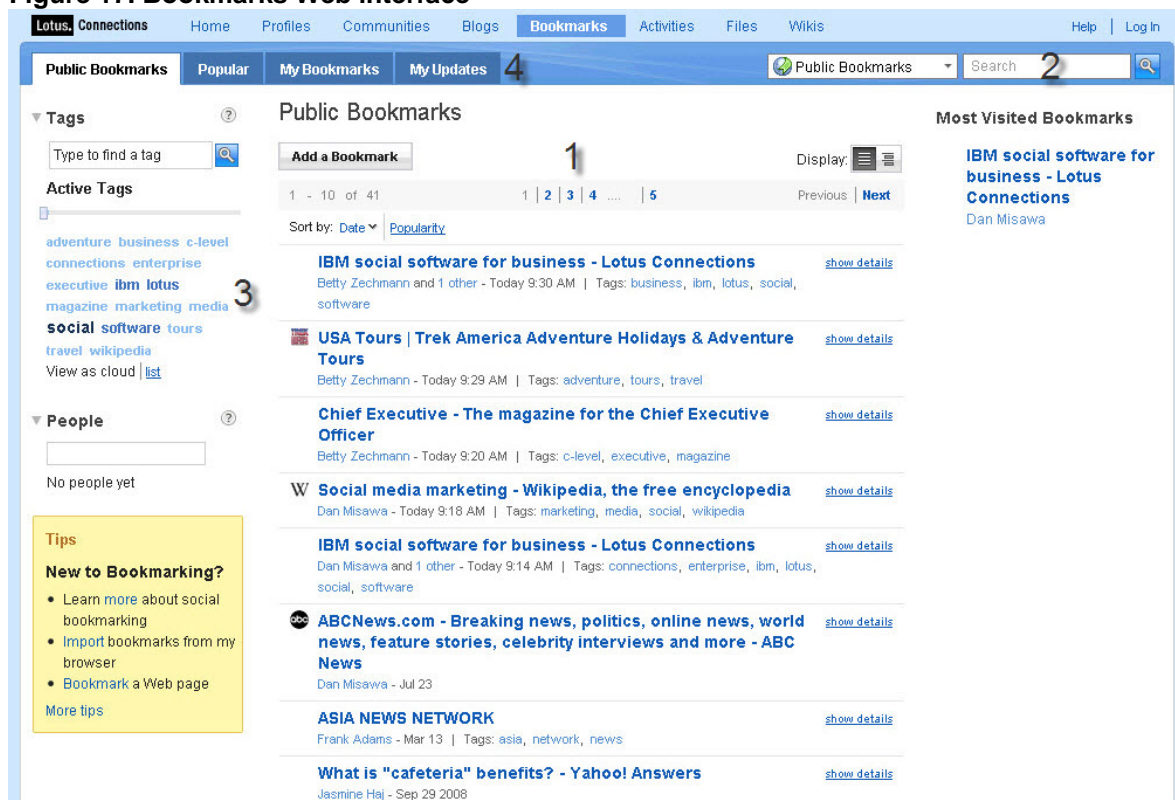 Figure 17. Bookmarks Web interface
Lotus. Connections Home Profiles Communities Blogs Bookmarks Activities Files Wikis Help | Log In
Public Bookmarks Popular My Bookmarks My Updates 4 Public Bookmarks Search 2
Tags ?
Type to find a tag
Active Tags
adventure business c-level
connections enterprise
executive ibm lotus
magazine marketing media
social software tours
travel wikipedia
View as cloud | list
3
People ?
No people yet
Tips
New to Bookmarking?
• Learn more about social
bookmarking
• Import bookmarks from my
browser
• Bookmark a Web page
More tips
Public Bookmarks
Add a Bookmark 1 Display:
1 - 10 of 41 1 | 2 | 3 | 4 .... | 5 Previous | Next
Sort by: Date Popularity
IBM social software for business - Lotus Connections show details
Betty Zechmann and 1 other - Today 9:30 AM | Tags: business, ibm, lotus, social,
software
USA Tours | Trek America Adventure Holidays & Adventure show details
Tours
Betty Zechmann - Today 9:29 AM | Tags: adventure, tours, travel
Chief Executive - The magazine for the Chief Executive show details
Officer
Betty Zechmann - Today 9:20 AM | Tags: c-level, executive, magazine
W Social media marketing - Wikipedia, the free encyclopedia show details
Dan Misawa - Today 9:18 AM | Tags: marketing, media, social, wikipedia
IBM social software for business - Lotus Connections show details
Dan Misawa and 1 other - Today 9:14 AM | Tags: connections, enterprise, ibm, lotus,
social, software
abc ABCNews.com - Breaking news, politics, online news, world show details
news, feature stories, celebrity interviews and more - ABC
News
Dan Misawa - Jul 23
ASIA NEWS NETWORK show details
Frank Adams - Mar 13 | Tags: asia, network, news
What is "cafeteria" benefits? - Yahoo! Answers show details
Jasmine Haj - Sep 29 2008
Most Visited Bookmarks
IBM social software for
business - Lotus
Connections
Dan Misawa